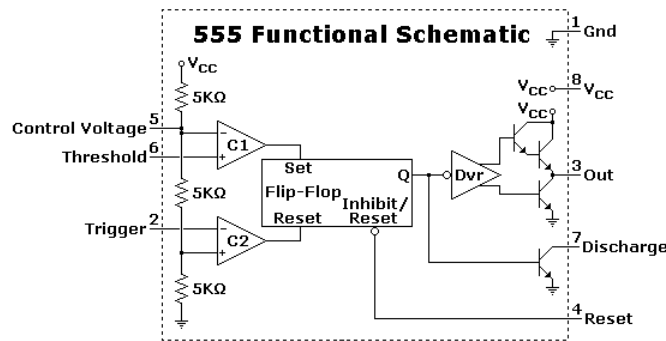 555 Functional Schematic
1 Gnd
VCC
8
VCC VCC
VCC
5KΩ
5
Control Voltage
6
Threshold
C1
Set
Flip-Flop
Q
Inhibit/
Reset
Reset
Dvr
3
Out
5KΩ
2
Trigger
C2
7
Discharge
5KΩ
4
Reset